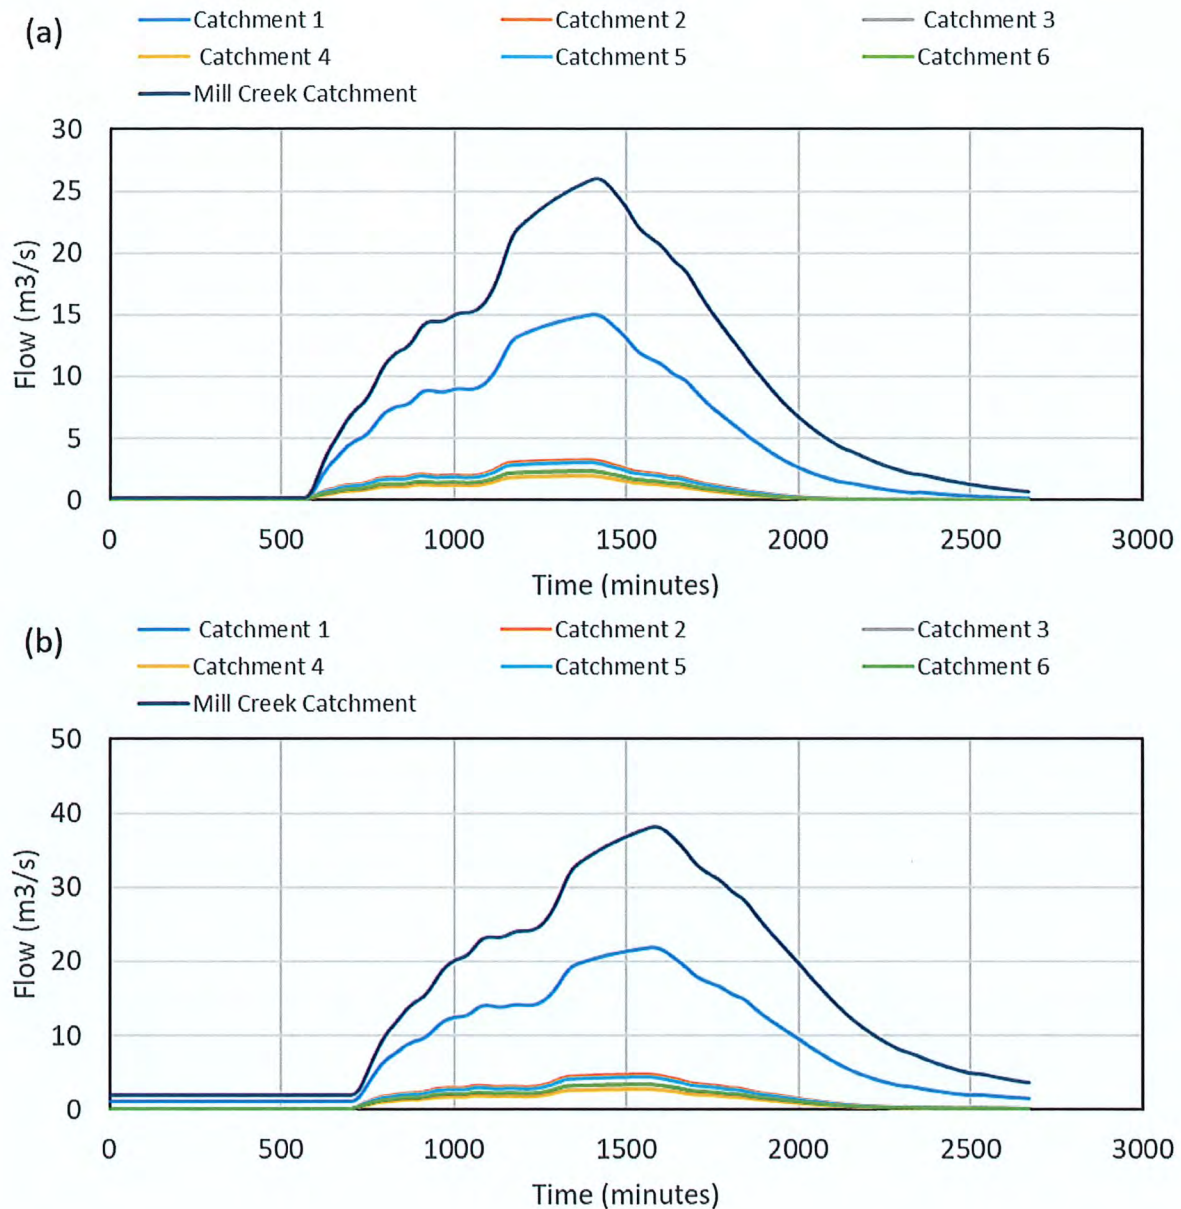 (a)
Catchment 1 Catchment 2 Catchment 3
Catchment 4 Catchment 5 Catchment 6
Mill Creek Catchment
30
25
20
15
10
5
0
Flow (m3/s)
0 500 1000 1500 2000 2500 3000
Time (minutes)
(b)
Catchment 1 Catchment 2 Catchment 3
Catchment 4 Catchment 5 Catchment 6
Mill Creek Catchment
50
40
30
20
10
0
Flow (m3/s)
0 500 1000 1500 2000 2500 3000
Time (minutes)